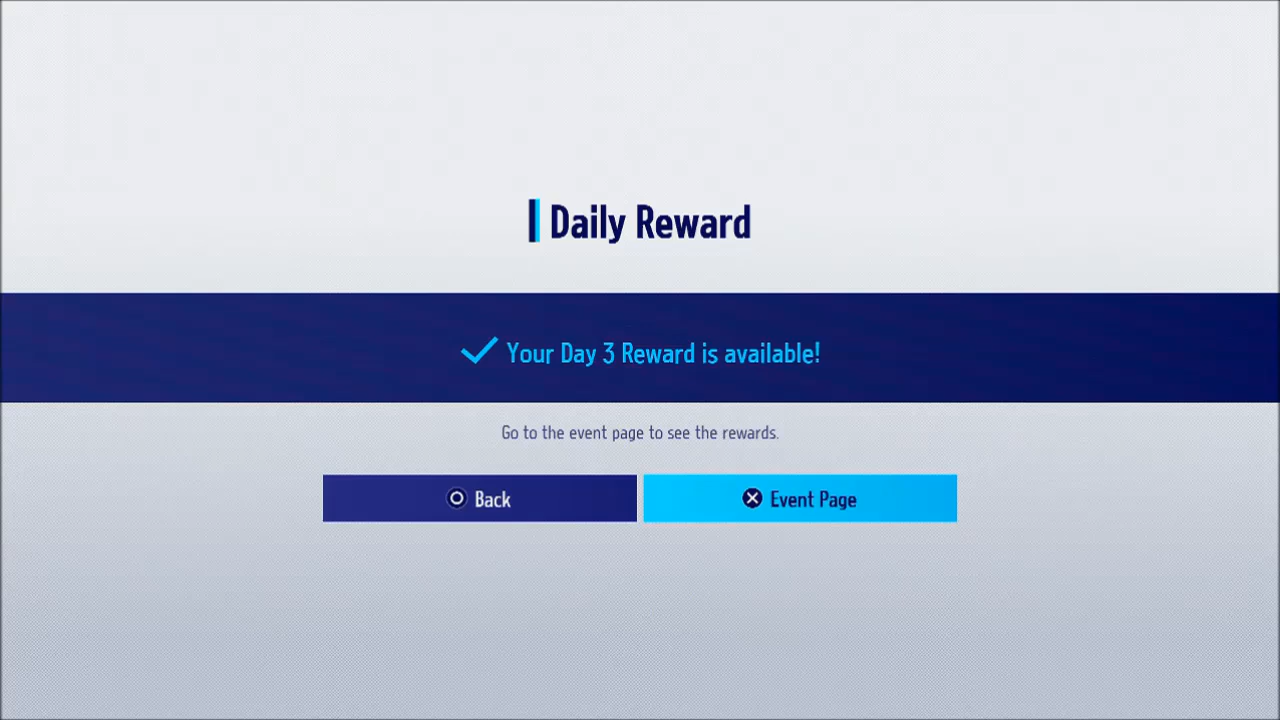 Daily Reward
Your Day 3 Reward is available!
Go to the event page to see the rewards.
Back
Event Page